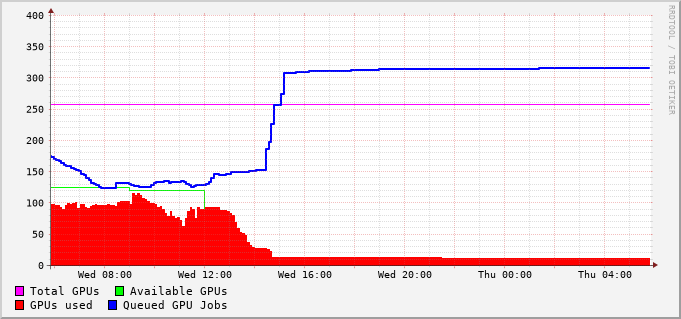 400
350
300
250
200
150
100
50
0
Wed 08:00 Wed 12:00 Wed 16:00 Wed 20:00 Thu 00:00 Thu 04:00
Total GPUs Available GPUs
GPUs used Queued GPU Jobs
RRDTOOL / TOBI OETIKER